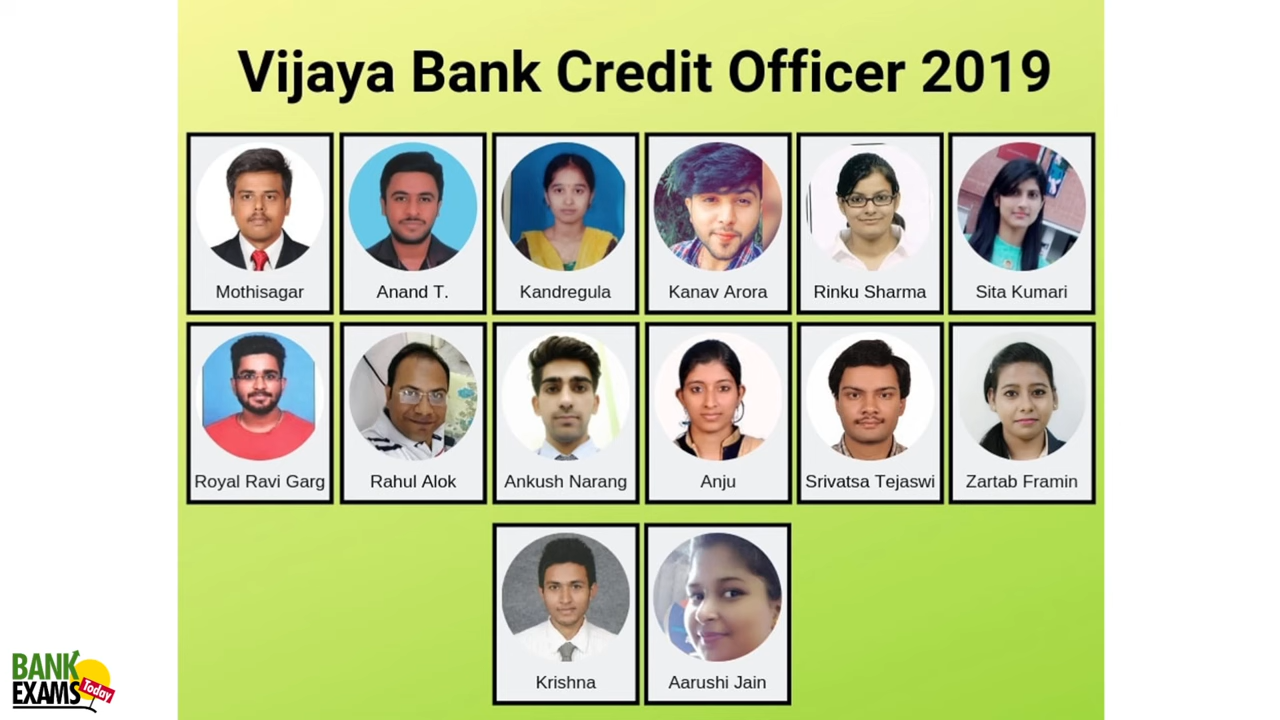 Vijaya Bank Credit Officer 2019
Mothisagar
Anand T.
Kandregula
Kanav Arora
Rinku Sharma
Sita Kumari
Royal Ravi Garg
Rahul Alok
Ankush Narang
Anju
Srivatsa Tejaswi
Zartab Framin
Krishna
Aarushi Jain
BANK
EXAMS Today